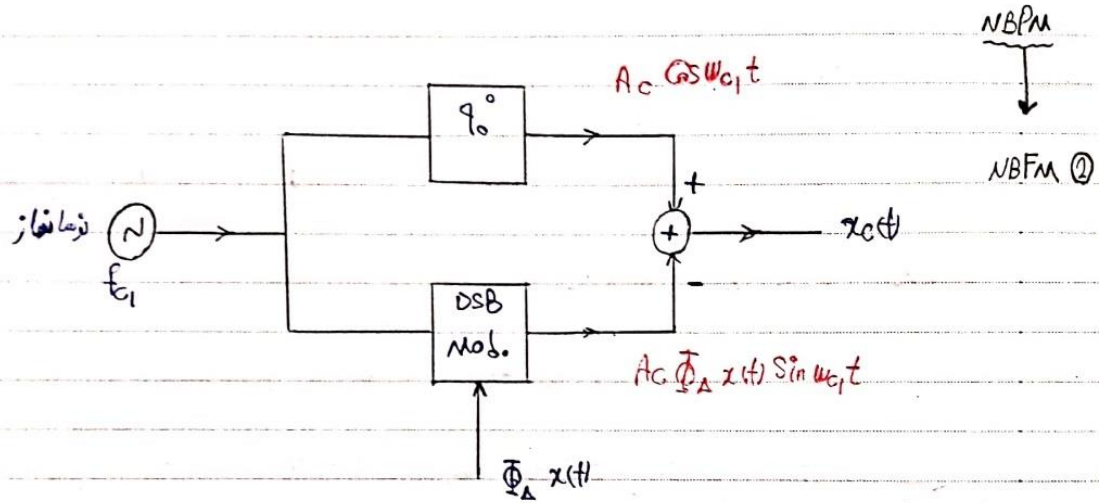 NBPM
A_c Cos ω_c₁ t
90°
NBFM ②
+
نوسانساز
~
+
x_c(t)
f_c₁
-
DSB
Mod.
A_c Φ_Δ x(t) Sin ω_c₁ t
Φ_Δ x(t)